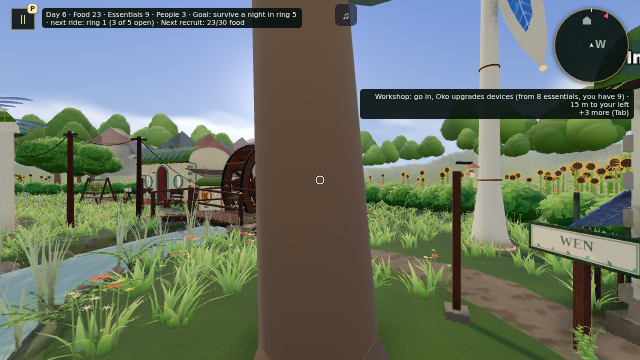 P
Day 6 · Food 23 · Essentials 9 · People 3 · Goal: survive a night in ring 5
· next ride: ring 1 (3 of 5 open) · Next recruit: 23/30 food
W
Workshop: go in, Oko upgrades devices (from 8 essentials, you have 9) ·
15 m to your left
+3 more (Tab)
WEN